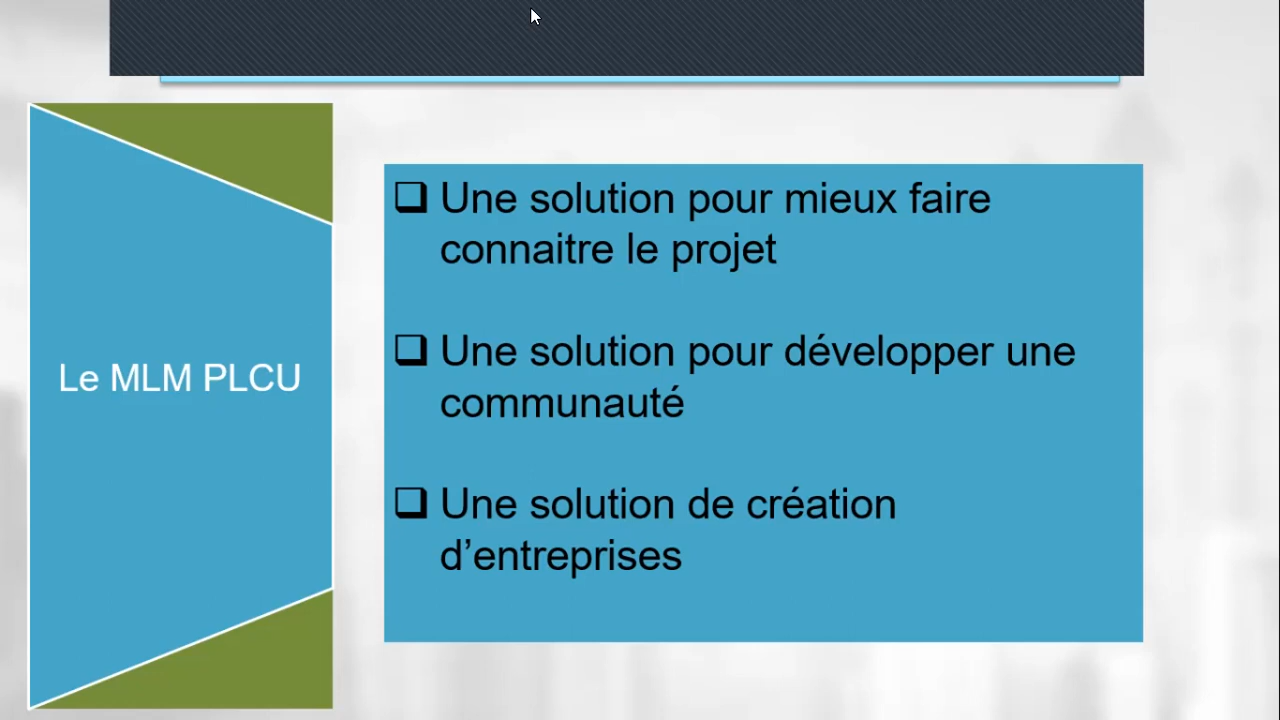 Le MLM PLCU
❑ Une solution pour mieux faire
connaitre le projet
❑ Une solution pour développer une
communauté
❑ Une solution de création
d’entreprises